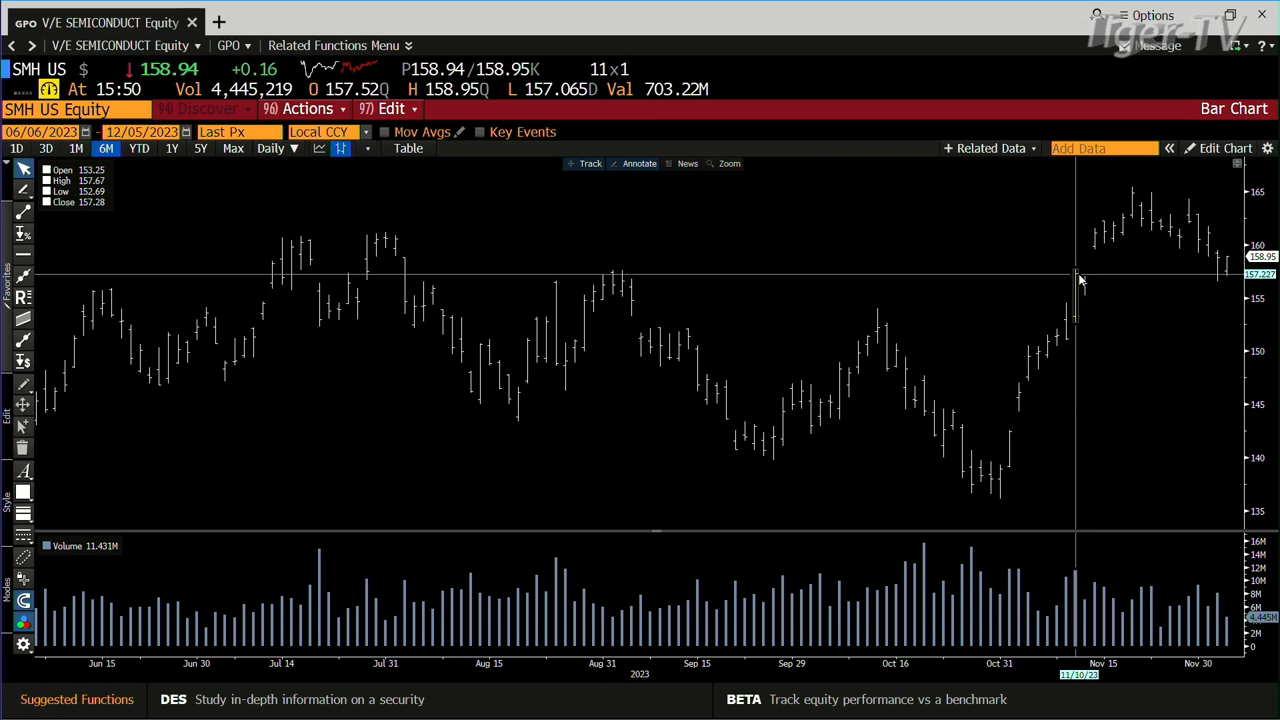 GPO V/E SEMICONDUCT Equity × +
Options
Tiger-TV
V/E SEMICONDUCT Equity GPO Related Functions Menu
Message ?
SMH US $ ↓158.94 +0.16 P158.94/158.95K 11x1
At 15:50 Vol 4,445,219 O 157.52Q H 158.95Q L 157.065D Val 703.22M
SMH US Equity 94) Discover 96) Actions 97) Edit Bar Chart
06/06/2023 - 12/05/2023 Last Px Local CCY Mov Avgs Key Events
1D 3D 1M 6M YTD 1Y 5Y Max Daily ▼ Table + Related Data Add Data « Edit Chart
Track Annotate News Zoom
Open 153.25
High 157.67
Low 152.69
Close 157.28
165
160
158.95
157.227
155
150
145
140
135
Favorites
Edit
Style
Modes
Volume 11.431M
16M
14M
12M
10M
8M
6M
4.445M
2M
0
Jun 15 Jun 30 Jul 14 Jul 31 Aug 15 Aug 31 Sep 15 Sep 29 Oct 16 Oct 31 Nov 15 Nov 30
2023
11/10/23
Suggested Functions DES Study in-depth information on a security BETA Track equity performance vs a benchmark